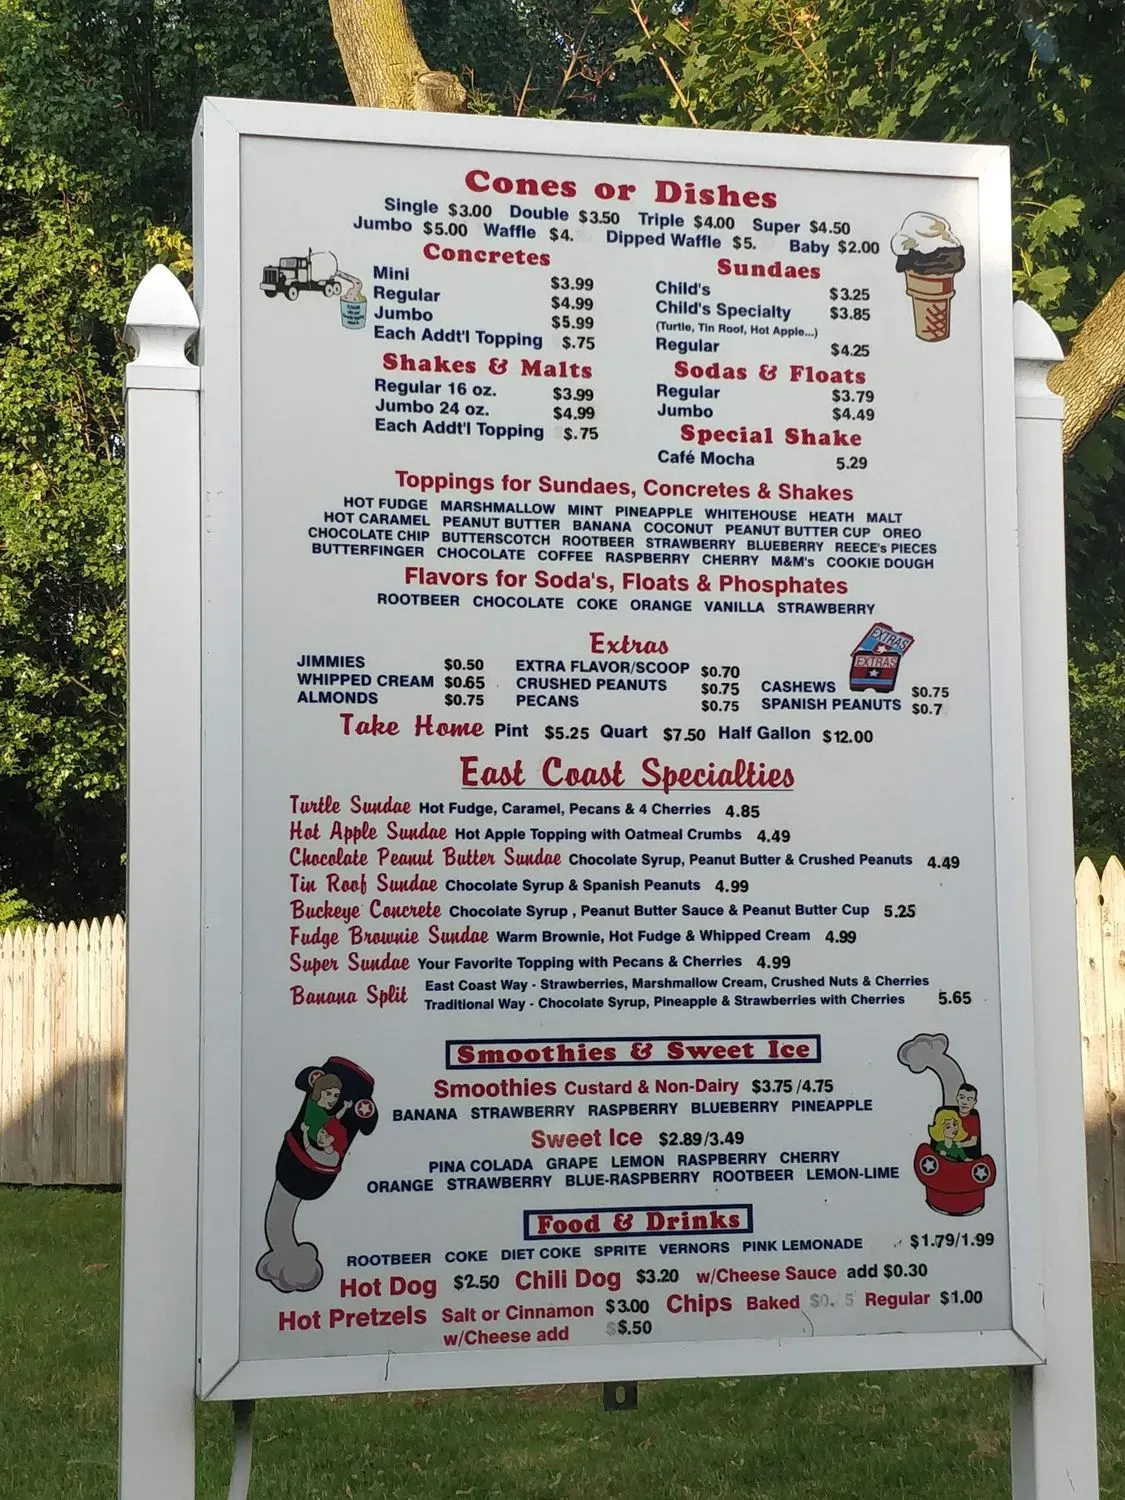 Cones or Dishes
Single $3.00 Double $3.50 Triple $4.00 Super $4.50
Jumbo $5.00 Waffle $4. Dipped Waffle $5. Baby $2.00
Concretes
Mini $3.99
Regular $4.99
Jumbo $5.99
Each Addt'l Topping $.75
Sundaes
Child's $3.25
Child's Specialty $3.85
(Turtle, Tin Roof, Hot Apple...)
Regular $4.25
Shakes & Malts
Regular 16 oz. $3.99
Jumbo 24 oz. $4.99
Each Addt'l Topping $.75
Sodas & Floats
Regular $3.79
Jumbo $4.49
Special Shake
Café Mocha 5.29
Toppings for Sundaes, Concretes & Shakes
HOT FUDGE MARSHMALLOW MINT PINEAPPLE WHITEHOUSE HEATH MALT
HOT CARAMEL PEANUT BUTTER BANANA COCONUT PEANUT BUTTER CUP OREO
CHOCOLATE CHIP BUTTERSCOTCH ROOTBEER STRAWBERRY BLUEBERRY REECE's PIECES
BUTTERFINGER CHOCOLATE COFFEE RASPBERRY CHERRY M&M's COOKIE DOUGH
Flavors for Soda's, Floats & Phosphates
ROOTBEER CHOCOLATE COKE ORANGE VANILLA STRAWBERRY
Extras
EXTRAS
EXTRAS
JIMMIES $0.50 EXTRA FLAVOR/SCOOP $0.70
WHIPPED CREAM $0.65 CRUSHED PEANUTS $0.75 CASHEWS $0.75
ALMONDS $0.75 PECANS $0.75 SPANISH PEANUTS $0.7
Take Home Pint $5.25 Quart $7.50 Half Gallon $12.00
East Coast Specialties
Turtle Sundae Hot Fudge, Caramel, Pecans & 4 Cherries 4.85
Hot Apple Sundae Hot Apple Topping with Oatmeal Crumbs 4.49
Chocolate Peanut Butter Sundae Chocolate Syrup, Peanut Butter & Crushed Peanuts 4.49
Tin Roof Sundae Chocolate Syrup & Spanish Peanuts 4.99
Buckeye Concrete Chocolate Syrup , Peanut Butter Sauce & Peanut Butter Cup 5.25
Fudge Brownie Sundae Warm Brownie, Hot Fudge & Whipped Cream 4.99
Super Sundae Your Favorite Topping with Pecans & Cherries 4.99
Banana Split East Coast Way - Strawberries, Marshmallow Cream, Crushed Nuts & Cherries
Traditional Way - Chocolate Syrup, Pineapple & Strawberries with Cherries 5.65
Smoothies & Sweet Ice
Smoothies Custard & Non-Dairy $3.75 /4.75
BANANA STRAWBERRY RASPBERRY BLUEBERRY PINEAPPLE
Sweet Ice $2.89/3.49
PINA COLADA GRAPE LEMON RASPBERRY CHERRY
ORANGE STRAWBERRY BLUE-RASPBERRY ROOTBEER LEMON-LIME
Food & Drinks
ROOTBEER COKE DIET COKE SPRITE VERNORS PINK LEMONADE $1.79/1.99
Hot Dog $2.50 Chili Dog $3.20 w/Cheese Sauce add $0.30
Hot Pretzels Salt or Cinnamon $3.00 Chips Baked Regular $1.00
w/Cheese add $.50